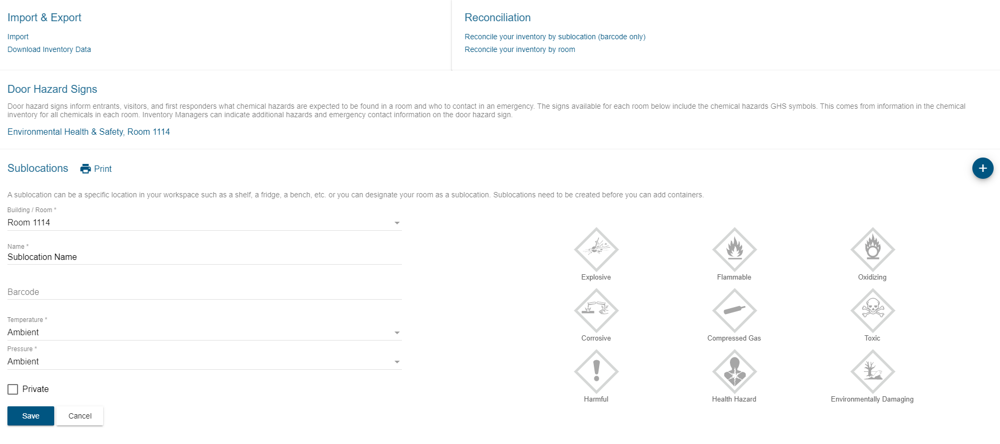 Import & Export
Import
Download Inventory Data
Reconciliation
Reconcile your inventory by sublocation (barcode only)
Reconcile your inventory by room
Door Hazard Signs
Door hazard signs inform entrants, visitors, and first responders what chemical hazards are expected to be found in a room and who to contact in an emergency. The signs available for each room below include the chemical hazards GHS symbols. This comes from information in the chemical
inventory for all chemicals in each room. Inventory Managers can indicate additional hazards and emergency contact information on the door hazard sign.
Environmental Health & Safety, Room 1114
Sublocations Print
A sublocation can be a specific location in your workspace such as a shelf, a fridge, a bench, etc. or you can designate your room as a sublocation. Sublocations need to be created before you can add containers.
Building / Room *
Room 1114
Name *
Sublocation Name
Barcode
Temperature *
Ambient
Pressure *
Ambient
Private
Save Cancel
Explosive Flammable Oxidizing
Corrosive Compressed Gas Toxic
Harmful Health Hazard Environmentally Damaging